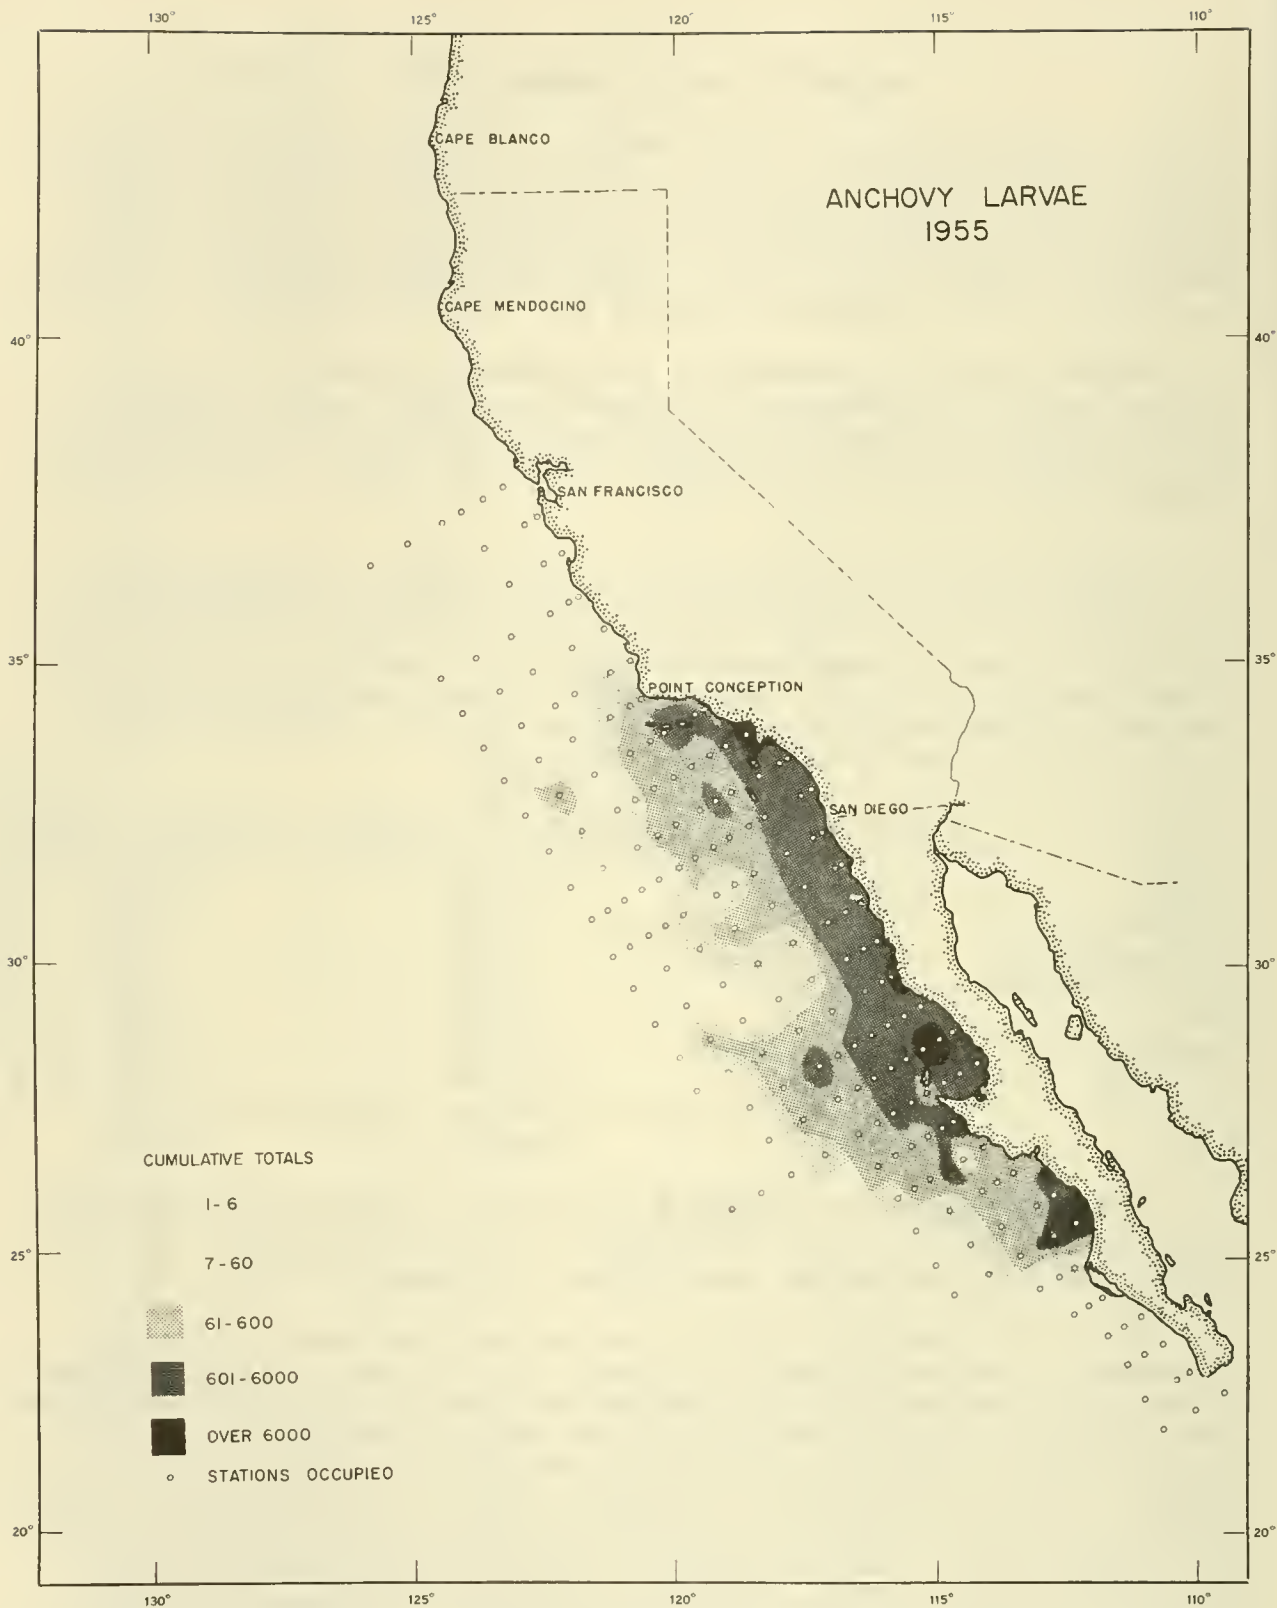 130° 125° 120° 115° 110°
CAPE BLANCO
ANCHOVY LARVAE
1955
CAPE MENDOCINO
40° 40°
SAN FRANCISCO
35° 35°
POINT CONCEPTION
SAN DIEGO
30° 30°
CUMULATIVE TOTALS
1-6
7-60
25° 25°
61-600
601-6000
OVER 6000
STATIONS OCCUPIED
20° 20°
130° 125° 120° 115° 110°